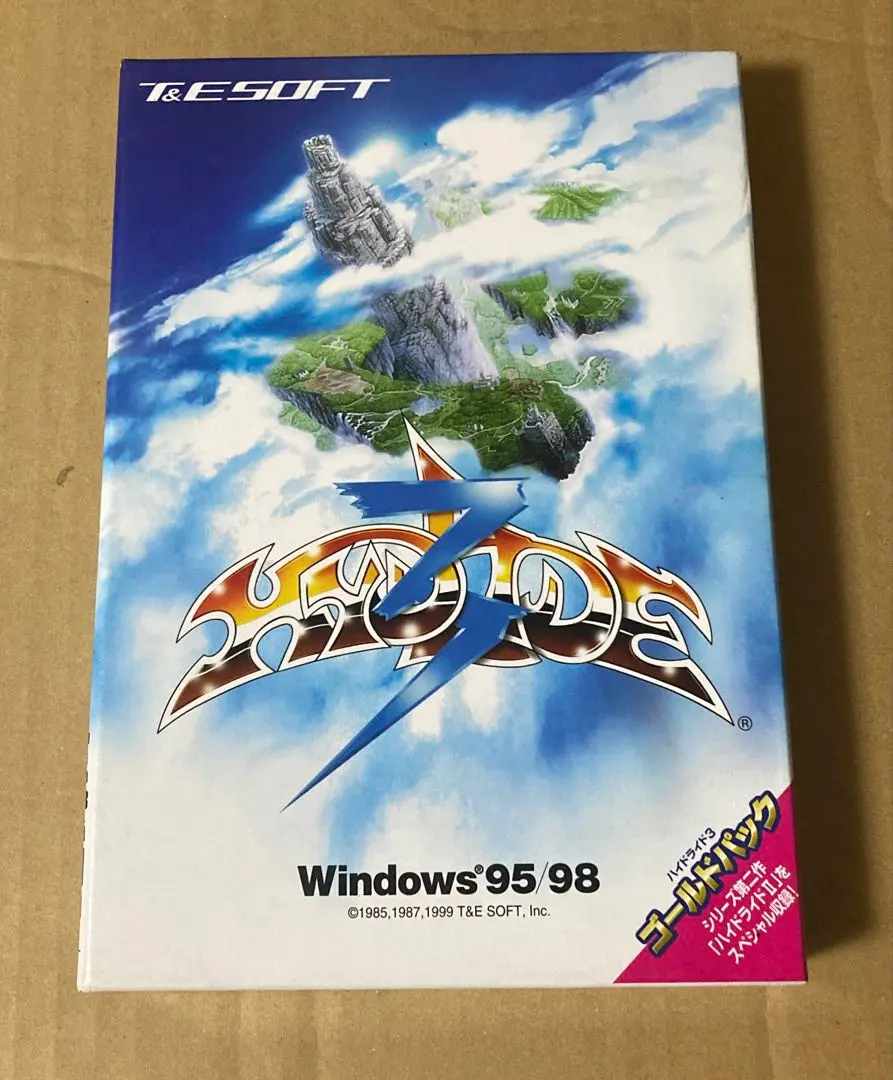 T&E SOFT
HYDLIDE 3
®
Windows®95/98
©1985,1987,1999 T&E SOFT, Inc.
ハイドライド3
ゴールドパック
シリーズ第二作
「ハイドライドⅡ」を
スペシャル収録!